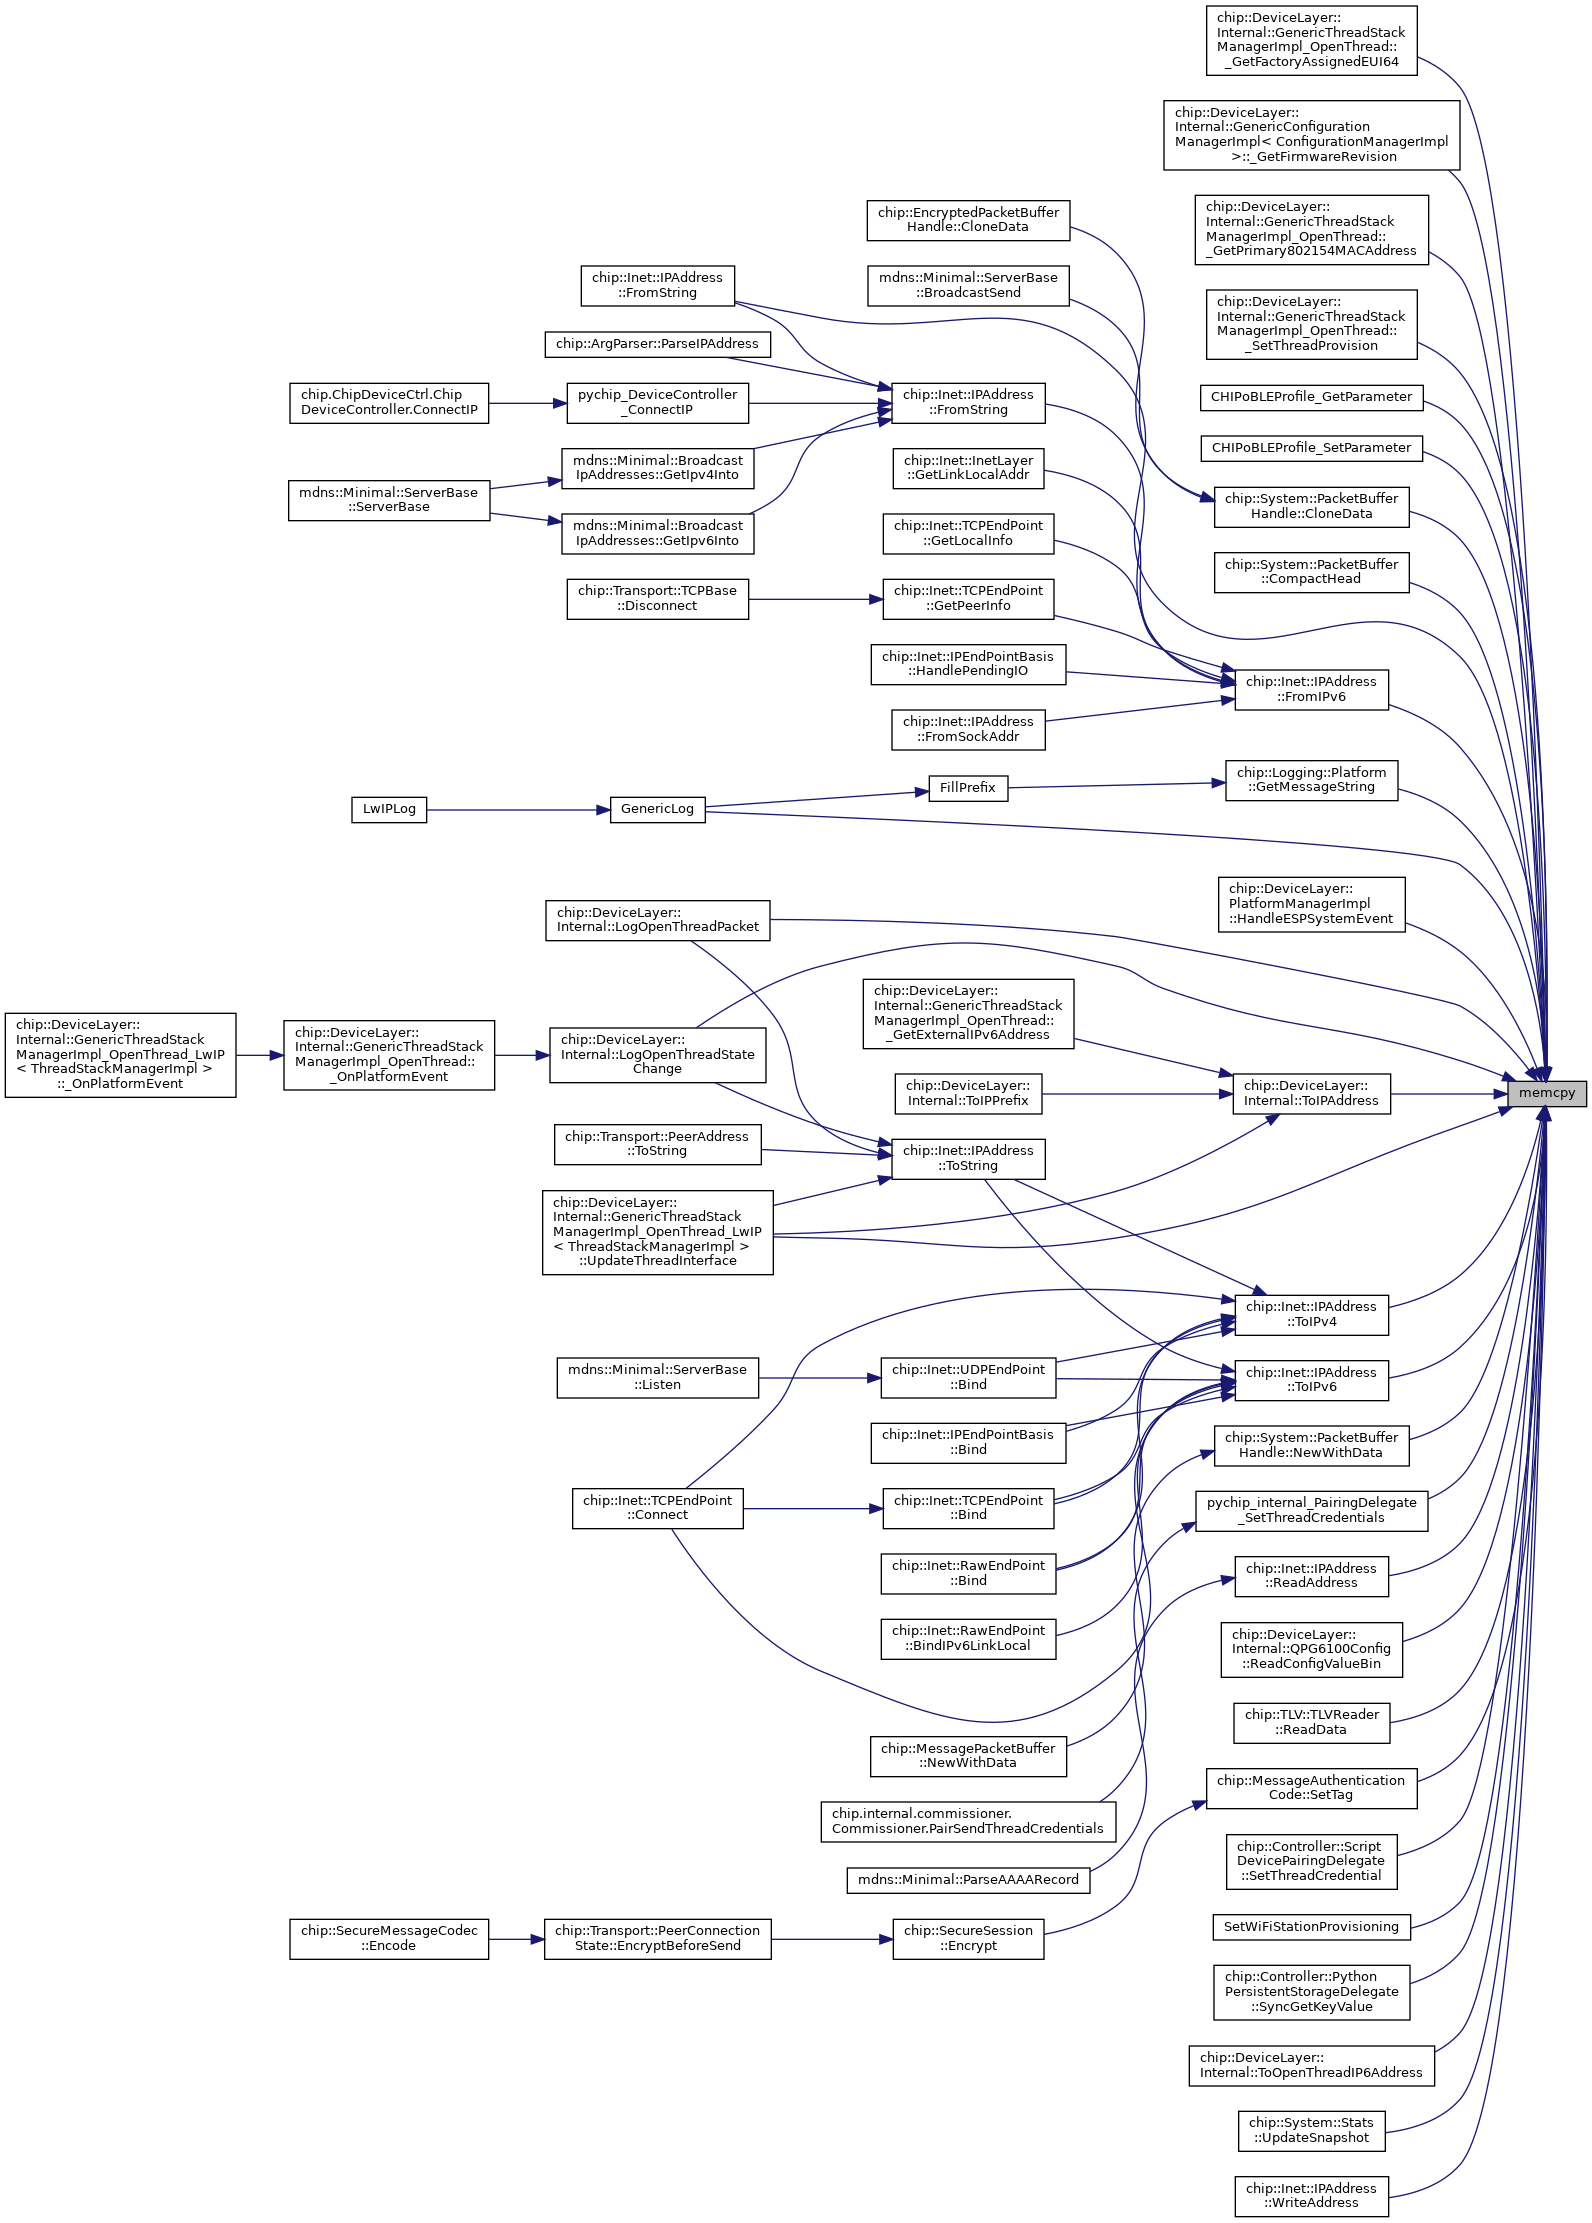 chip::DeviceLayer::
Internal::GenericThreadStack
ManagerImpl_OpenThread::
_GetFactoryAssignedEUI64
chip::DeviceLayer::
Internal::GenericConfiguration
ManagerImpl< ConfigurationManagerImpl
>::_GetFirmwareRevision
chip::DeviceLayer::
Internal::GenericThreadStack
ManagerImpl_OpenThread::
_GetPrimary802154MACAddress
chip::EncryptedPacketBuffer
Handle::CloneData
mdns::Minimal::ServerBase
::BroadcastSend
chip::Inet::IPAddress
::FromString
chip::DeviceLayer::
Internal::GenericThreadStack
ManagerImpl_OpenThread::
_SetThreadProvision
chip::ArgParser::ParseIPAddress
chip.ChipDeviceCtrl.Chip
DeviceController.ConnectIP
pychip_DeviceController
_ConnectIP
chip::Inet::IPAddress
::FromString
CHIPoBLEProfile_GetParameter
CHIPoBLEProfile_SetParameter
mdns::Minimal::Broadcast
IpAddresses::GetIpv4Into
chip::Inet::InetLayer
::GetLinkLocalAddr
mdns::Minimal::ServerBase
::ServerBase
chip::System::PacketBuffer
Handle::CloneData
mdns::Minimal::Broadcast
IpAddresses::GetIpv6Into
chip::Inet::TCPEndPoint
::GetLocalInfo
chip::System::PacketBuffer
::CompactHead
chip::Transport::TCPBase
::Disconnect
chip::Inet::TCPEndPoint
::GetPeerInfo
chip::Inet::IPEndPointBasis
::HandlePendingIO
chip::Inet::IPAddress
::FromIPv6
chip::Inet::IPAddress
::FromSockAddr
chip::Logging::Platform
::GetMessageString
FillPrefix
LwIPLog
GenericLog
chip::DeviceLayer::
PlatformManagerImpl
::HandleESPSystemEvent
chip::DeviceLayer::
Internal::LogOpenThreadPacket
chip::DeviceLayer::
Internal::GenericThreadStack
ManagerImpl_OpenThread::
_GetExternalIPv6Address
chip::DeviceLayer::
Internal::GenericThreadStack
ManagerImpl_OpenThread_LwIP
< ThreadStackManagerImpl >
::_OnPlatformEvent
chip::DeviceLayer::
Internal::GenericThreadStack
ManagerImpl_OpenThread::
_OnPlatformEvent
chip::DeviceLayer::
Internal::LogOpenThreadState
Change
chip::DeviceLayer::
Internal::ToIPPrefix
chip::DeviceLayer::
Internal::ToIPAddress
memcpy
chip::Transport::PeerAddress
::ToString
chip::Inet::IPAddress
::ToString
chip::DeviceLayer::
Internal::GenericThreadStack
ManagerImpl_OpenThread_LwIP
< ThreadStackManagerImpl >
::UpdateThreadInterface
chip::Inet::IPAddress
::ToIPv4
mdns::Minimal::ServerBase
::Listen
chip::Inet::UDPEndPoint
::Bind
chip::Inet::IPAddress
::ToIPv6
chip::Inet::IPEndPointBasis
::Bind
chip::System::PacketBuffer
Handle::NewWithData
chip::Inet::TCPEndPoint
::Connect
chip::Inet::TCPEndPoint
::Bind
pychip_internal_PairingDelegate
_SetThreadCredentials
chip::Inet::RawEndPoint
::Bind
chip::Inet::IPAddress
::ReadAddress
chip::Inet::RawEndPoint
::BindIPv6LinkLocal
chip::DeviceLayer::
Internal::QPG6100Config
::ReadConfigValueBin
chip::TLV::TLVReader
::ReadData
chip::MessagePacketBuffer
::NewWithData
chip::MessageAuthentication
Code::SetTag
chip.internal.commissioner.
Commissioner.PairSendThreadCredentials
chip::Controller::Script
DevicePairingDelegate
::SetThreadCredential
mdns::Minimal::ParseAAAARecord
chip::SecureMessageCodec
::Encode
chip::Transport::PeerConnection
State::EncryptBeforeSend
chip::SecureSession
::Encrypt
SetWiFiStationProvisioning
chip::Controller::Python
PersistentStorageDelegate
::SyncGetKeyValue
chip::DeviceLayer::
Internal::ToOpenThreadIP6Address
chip::System::Stats
::UpdateSnapshot
chip::Inet::IPAddress
::WriteAddress